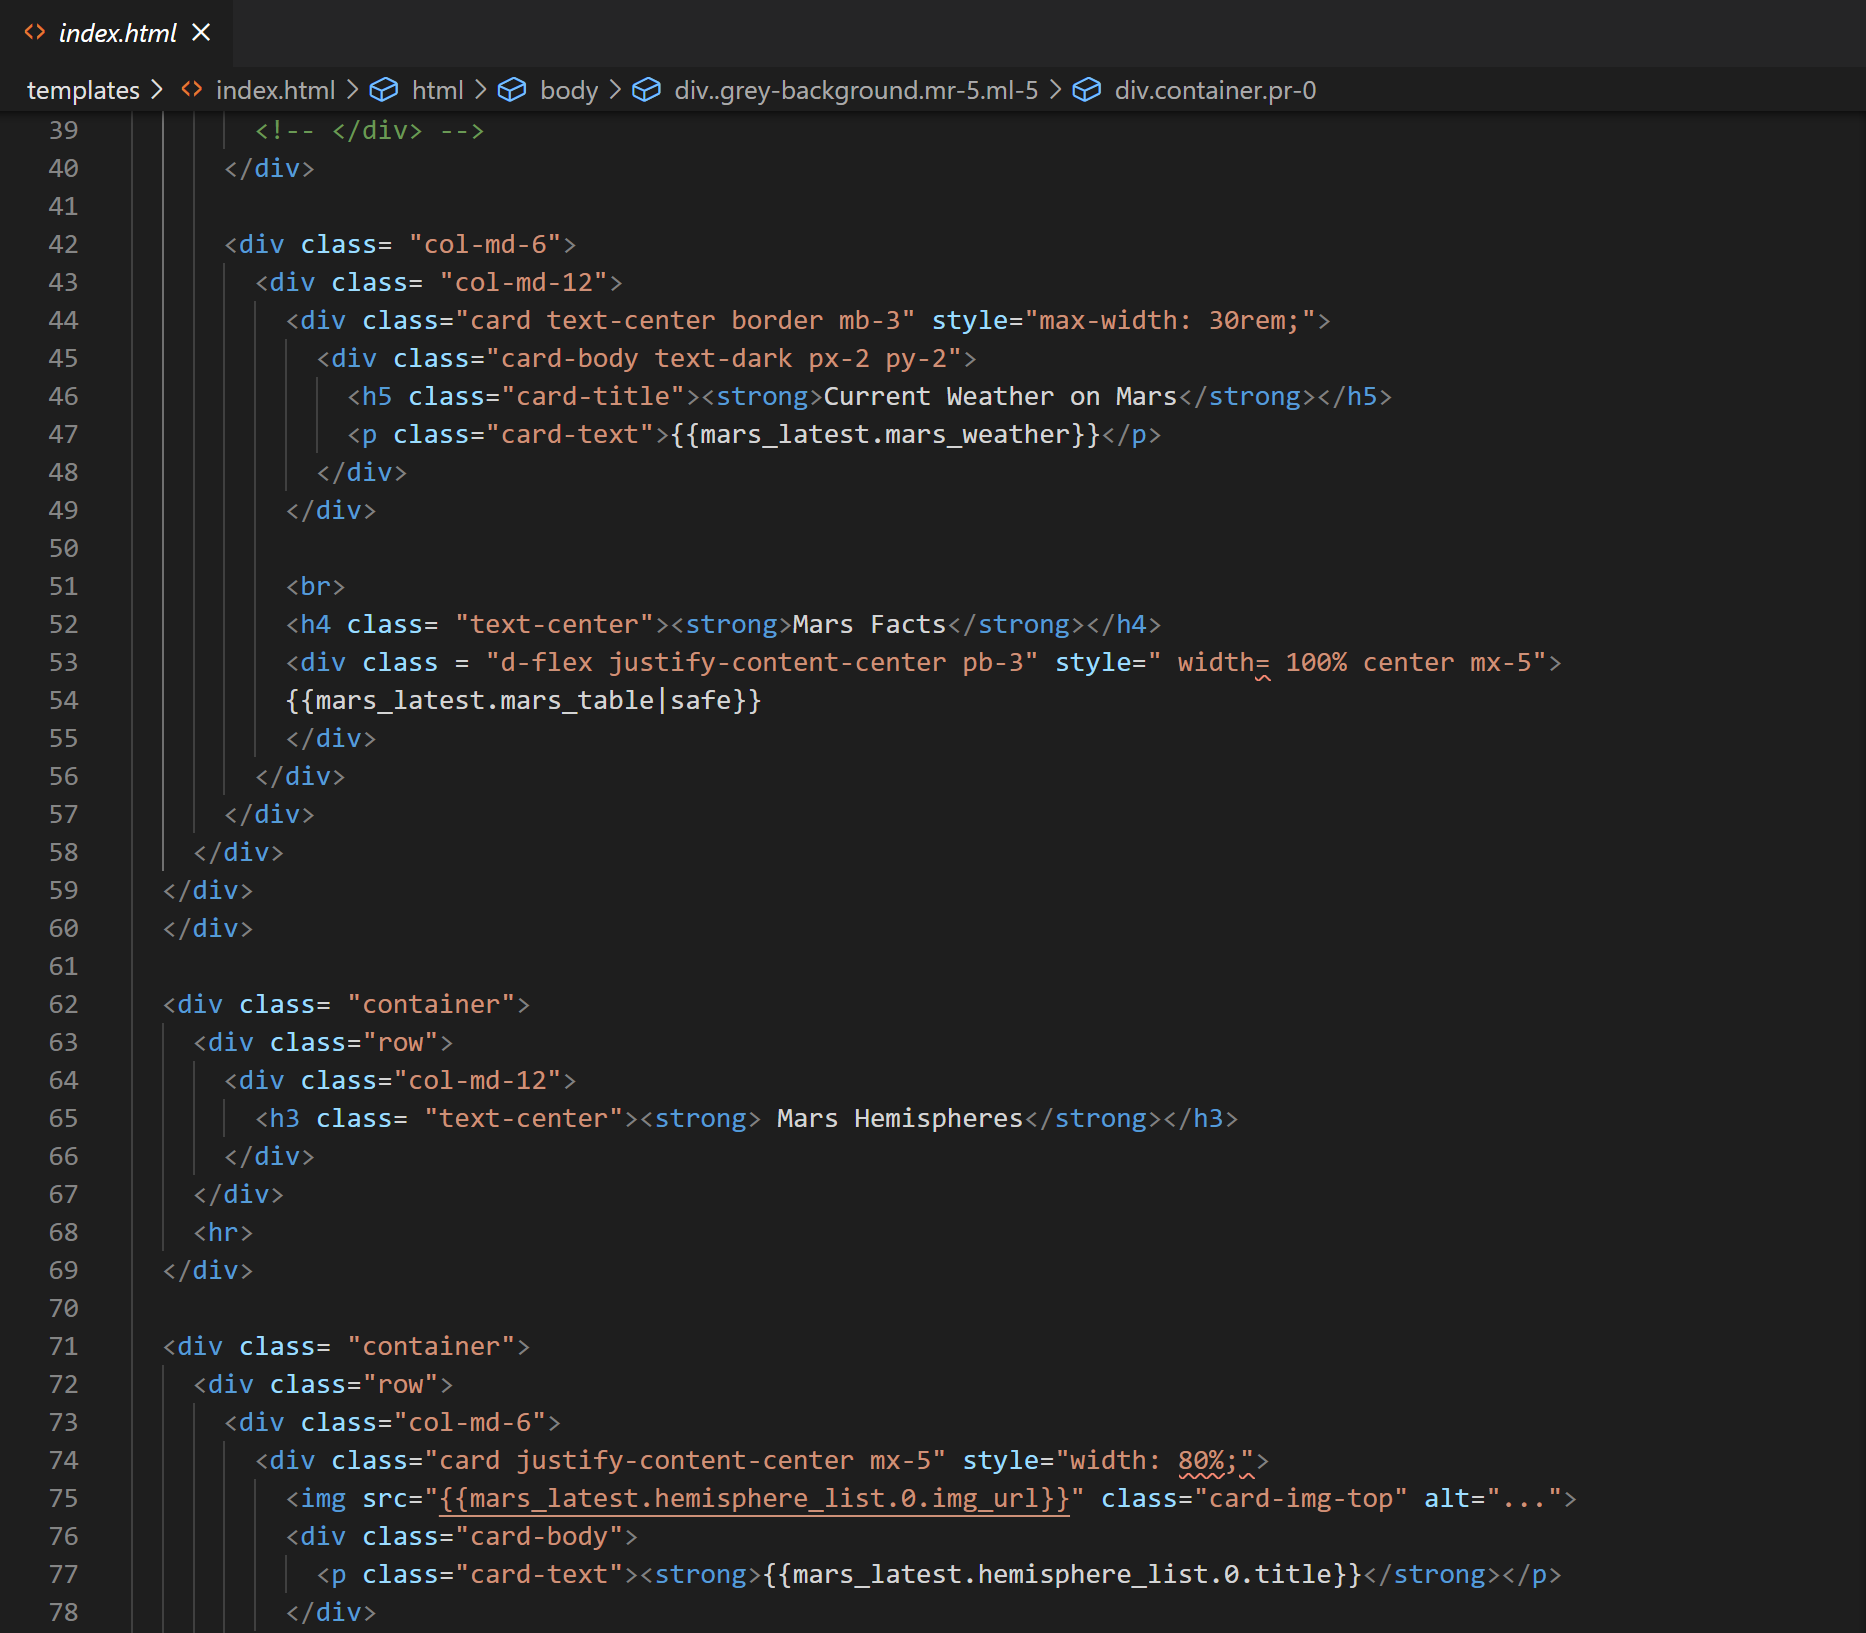 index.html
templates > index.html > html > body > div..grey-background.mr-5.ml-5 > div.container.pr-0
39 <!-- </div> -->
40 </div>
41
42 <div class= "col-md-6">
43 <div class= "col-md-12">
44 <div class="card text-center border mb-3" style="max-width: 30rem;">
45 <div class="card-body text-dark px-2 py-2">
46 <h5 class="card-title"><strong>Current Weather on Mars</strong></h5>
47 <p class="card-text">{{mars_latest.mars_weather}}</p>
48 </div>
49 </div>
50
51 <br>
52 <h4 class= "text-center"><strong>Mars Facts</strong></h4>
53 <div class = "d-flex justify-content-center pb-3" style=" width= 100% center mx-5">
54 {{mars_latest.mars_table|safe}}
55 </div>
56 </div>
57 </div>
58 </div>
59 </div>
60 </div>
61
62 <div class= "container">
63 <div class="row">
64 <div class="col-md-12">
65 <h3 class= "text-center"><strong> Mars Hemispheres</strong></h3>
66 </div>
67 </div>
68 <hr>
69 </div>
70
71 <div class= "container">
72 <div class="row">
73 <div class="col-md-6">
74 <div class="card justify-content-center mx-5" style="width: 80%;">
75 <img src="{{mars_latest.hemisphere_list.0.img_url}}" class="card-img-top" alt="...">
76 <div class="card-body">
77 <p class="card-text"><strong>{{mars_latest.hemisphere_list.0.title}}</strong></p>
78 </div>